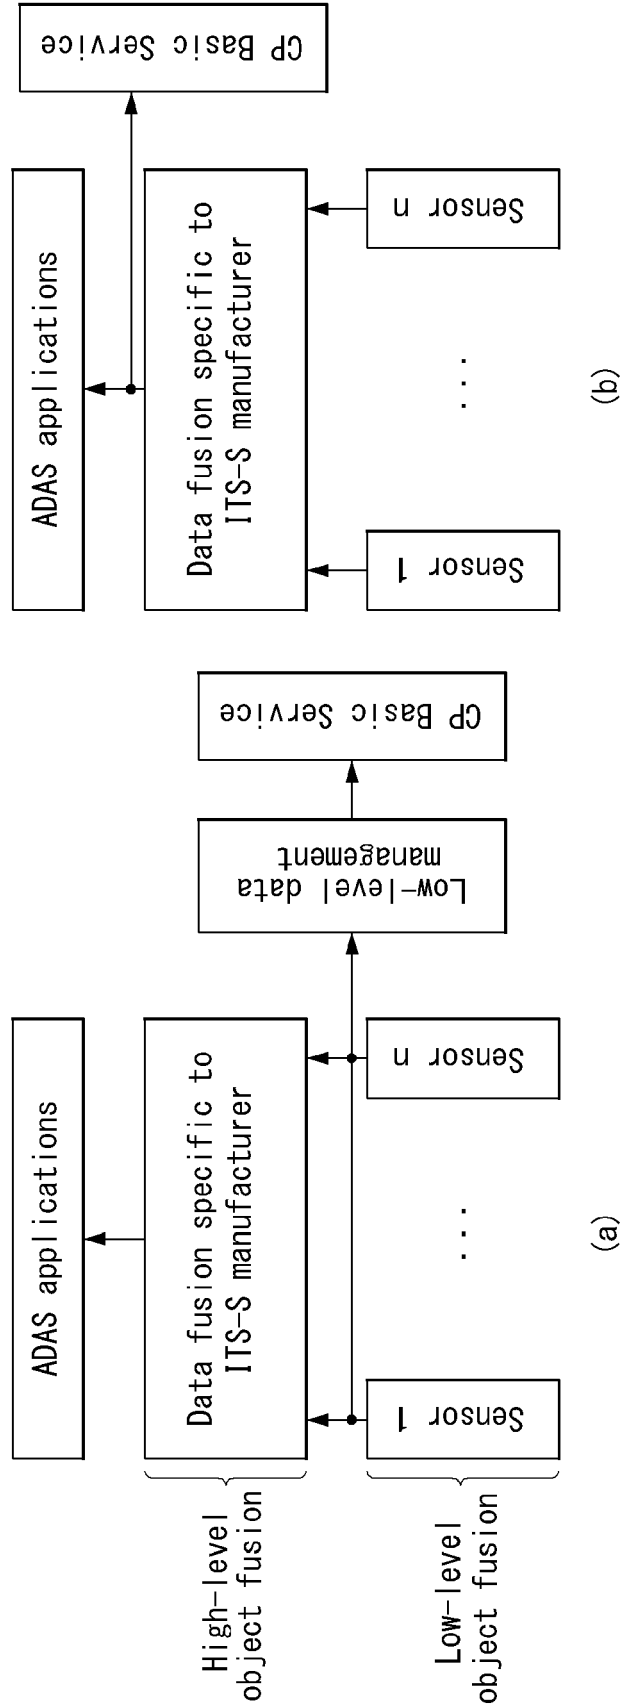 ADAS applications
Data fusion specific to
ITS-S manufacturer
High-level
object fusion
Low-level
object fusion
Sensor 1
. . .
Sensor n
Low-level data
management
CP Basic Service
(a)
ADAS applications
CP Basic Service
Data fusion specific to
ITS-S manufacturer
Sensor 1
. . .
Sensor n
(b)